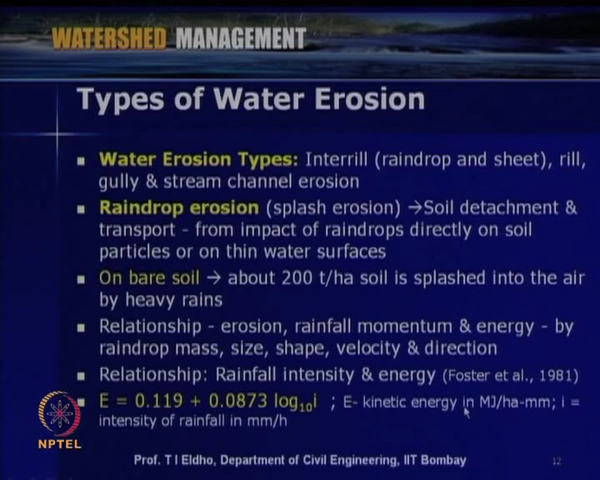 WATERSHED MANAGEMENT
Types of Water Erosion
Water Erosion Types: Interrill (raindrop and sheet), rill,
gully & stream channel erosion
Raindrop erosion (splash erosion) →Soil detachment &
transport - from impact of raindrops directly on soil
particles or on thin water surfaces
On bare soil → about 200 t/ha soil is splashed into the air
by heavy rains
Relationship - erosion, rainfall momentum & energy - by
raindrop mass, size, shape, velocity & direction
Relationship: Rainfall intensity & energy (Foster et al., 1981)
E = 0.119 + 0.0873 log₁₀i ; E- kinetic energy in MJ/ha-mm; i =
intensity of rainfall in mm/h
NPTEL
Prof. T I Eldho, Department of Civil Engineering, IIT Bombay
12